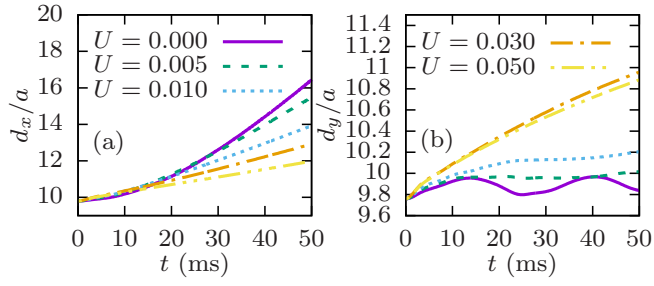 20
18
16
14
12
10
d_x/a
U = 0.000
U = 0.005
U = 0.010
(a)
0 10 20 30 40 50
t (ms)
11.4
11.2
11
10.8
10.6
10.4
10.2
10
9.8
9.6
d_y/a
U = 0.030
U = 0.050
(b)
0 10 20 30 40 50
t (ms)